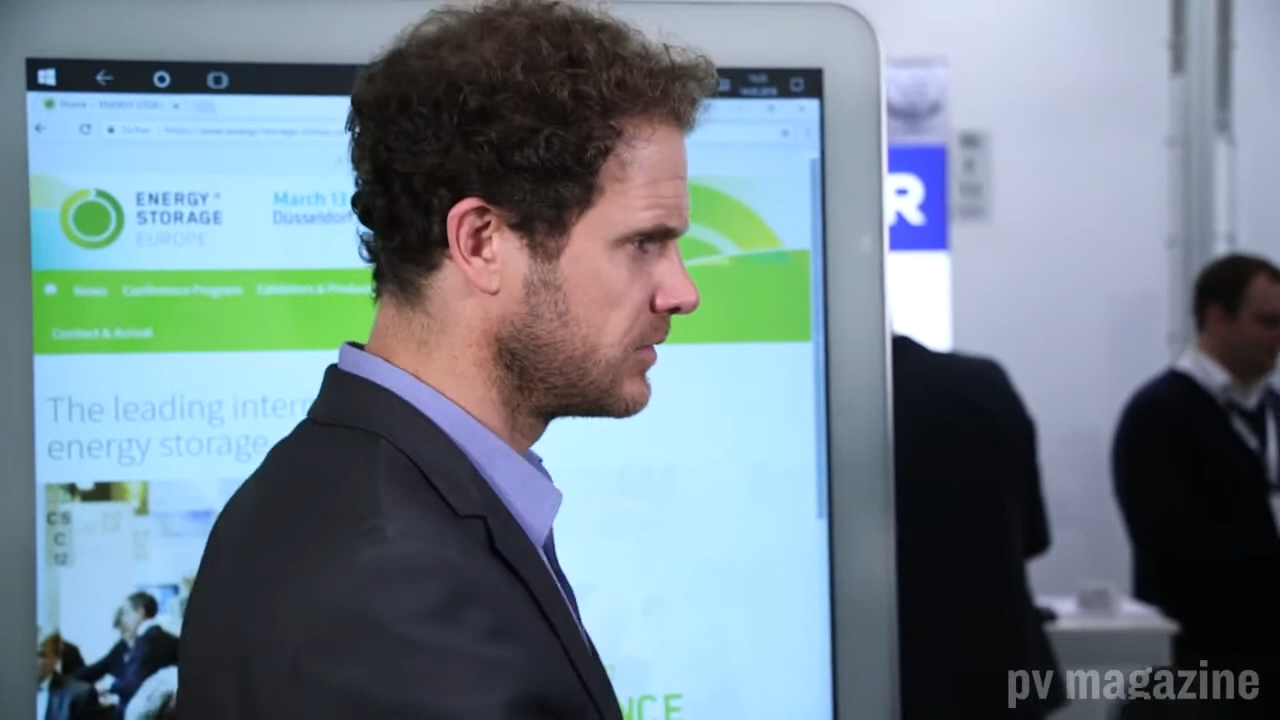 ENERGY
STORAGE
EUROPE
March 13
Düsseldorf
News Conference Program Exhibitors & Produc
Contact & Arrival
The leading intern
energy storage
R
pv magazine